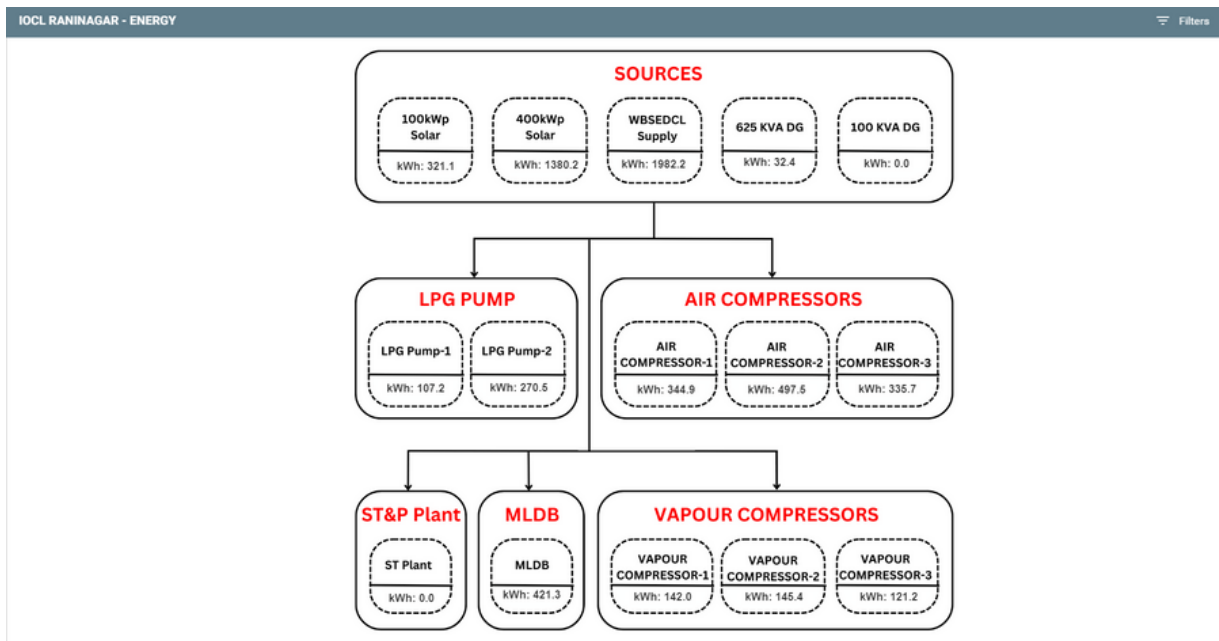 IOCL RANINAGAR - ENERGY
Filters
SOURCES
100kWp
Solar
kWh: 321.1
400kWp
Solar
kWh: 1380.2
WBSEDCL
Supply
kWh: 1982.2
625 KVA DG
kWh: 32.4
100 KVA DG
kWh: 0.0
LPG PUMP
LPG Pump-1
kWh: 107.2
LPG Pump-2
kWh: 270.5
AIR COMPRESSORS
AIR
COMPRESSOR-1
kWh: 344.9
AIR
COMPRESSOR-2
kWh: 497.5
AIR
COMPRESSOR-3
kWh: 335.7
ST&P Plant
ST Plant
kWh: 0.0
MLDB
MLDB
kWh: 421.3
VAPOUR COMPRESSORS
VAPOUR
COMPRESSOR-1
kWh: 142.0
VAPOUR
COMPRESSOR-2
kWh: 145.4
VAPOUR
COMPRESSOR-3
kWh: 121.2